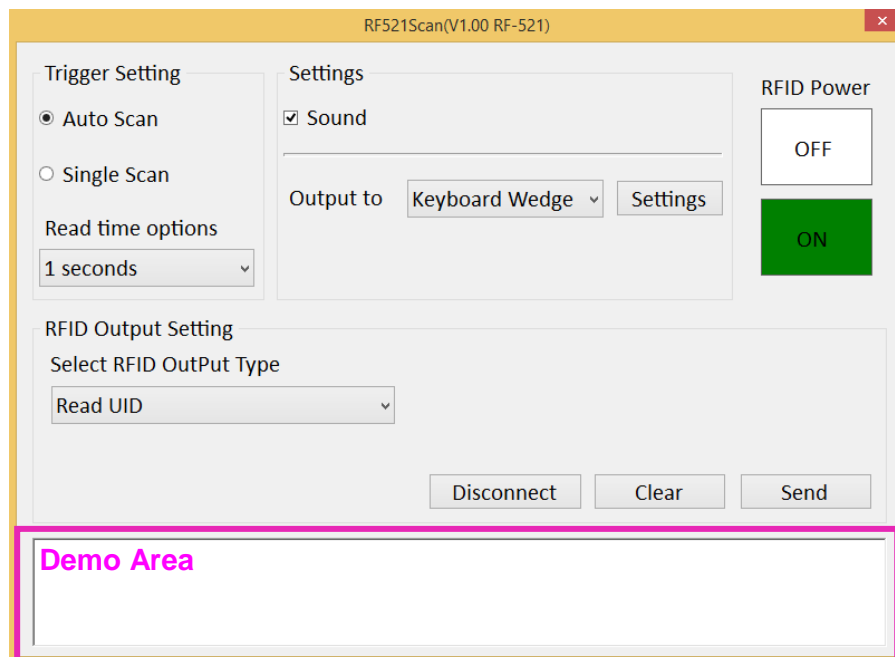 RF521Scan(V1.00 RF-521)
×
Trigger Setting
Auto Scan
Single Scan
Read time options
1 seconds
Settings
Sound
Output to
Keyboard Wedge
Settings
RFID Power
OFF
ON
RFID Output Setting
Select RFID OutPut Type
Read UID
Disconnect
Clear
Send
Demo Area